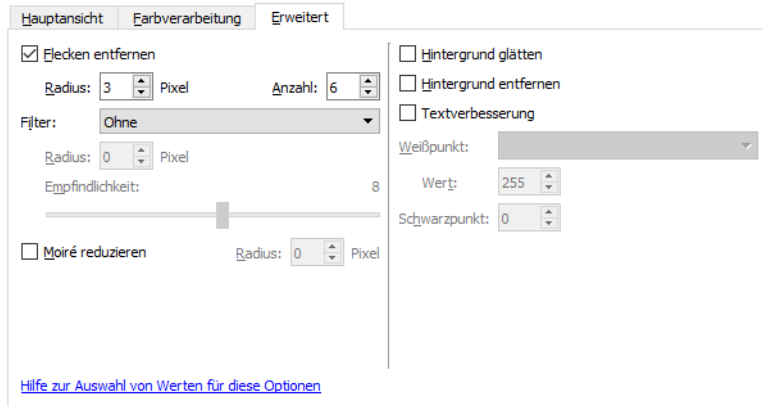 Hauptansicht Farbverarbeitung Erweitert
Flecken entfernen
Radius: 3 Pixel Anzahl: 6
Filter: Ohne
Radius: 0 Pixel
Empfindlichkeit: 8
Moiré reduzieren Radius: 0 Pixel
Hilfe zur Auswahl von Werten für diese Optionen
Hintergrund glätten
Hintergrund entfernen
Textverbesserung
Weißpunkt:
Wert: 255
Schwarzpunkt: 0